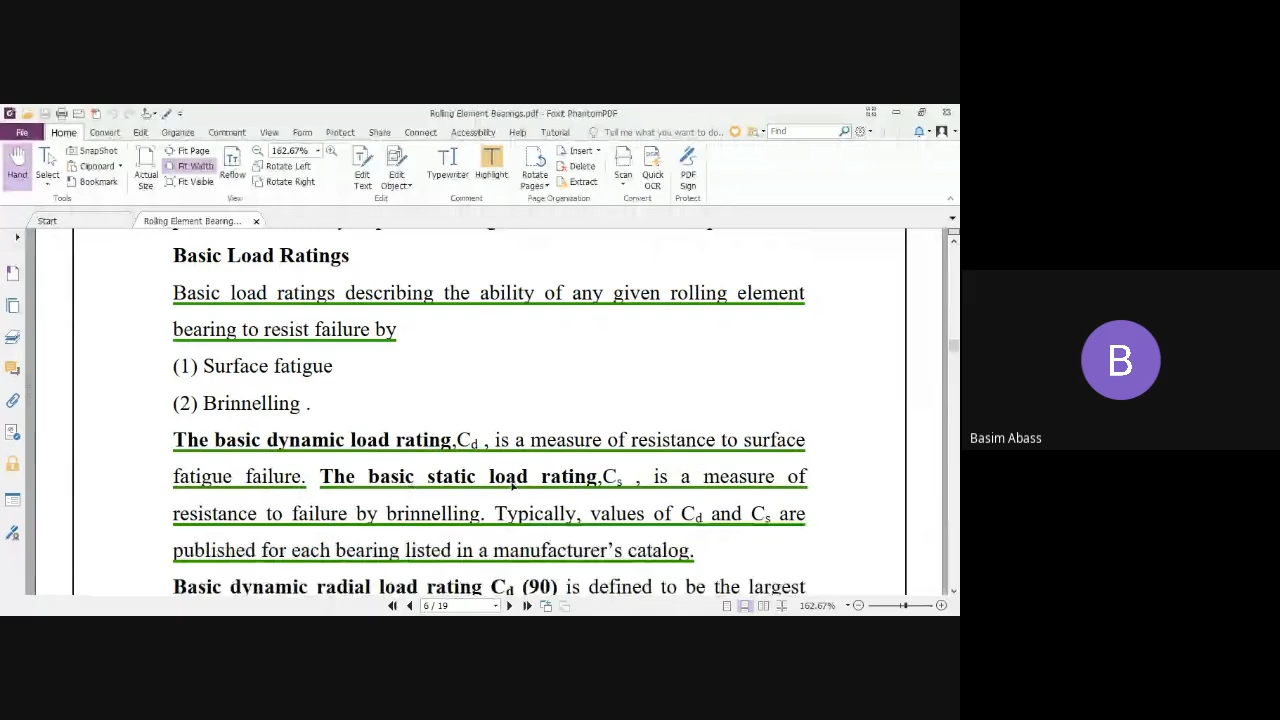 Rolling Element Bearings.pdf - Foxit PhantomPDF
File Home Convert Edit Organize Comment View Form Protect Share Connect Accessibility Help Tutorial Tell me what you want to do.. Find
Hand
Select
SnapShot
Clipboard
Bookmark
Tools
Actual Size
Fit Page
Fit Width
Fit Visible
Reflow
162.67%
Rotate Left
Rotate Right
View
Edit Text
Edit Object
Edit
Typewriter
Highlight
Comment
Rotate Pages
Insert
Delete
Extract
Page Organization
Scan
Quick OCR
Convert
PDF Sign
Protect
Start
Rolling Element Bearing...
Basic Load Ratings
Basic load ratings describing the ability of any given rolling element
bearing to resist failure by
(1) Surface fatigue
(2) Brinnelling .
The basic dynamic load rating,Cd , is a measure of resistance to surface
fatigue failure. The basic static load rating,Cs , is a measure of
resistance to failure by brinnelling. Typically, values of Cd and Cs are
published for each bearing listed in a manufacturer’s catalog.
Basic dynamic radial load rating Cd (90) is defined to be the largest
6 / 19
162.67%
B
Basim Abass